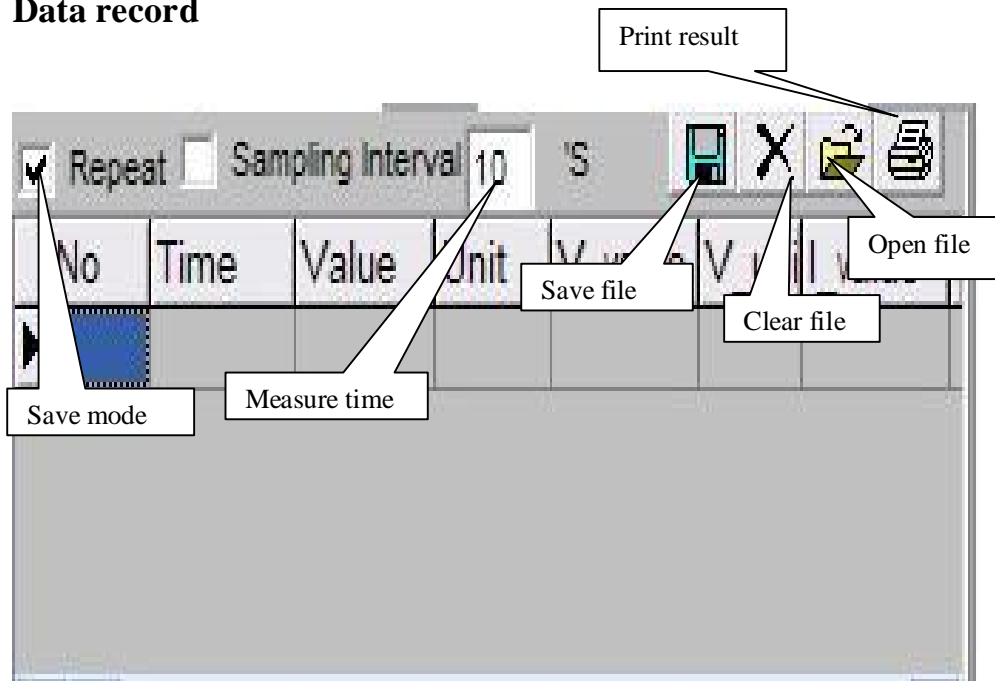 Data record
Print result
Repeat Sampling Interval 10 'S
No Time Value Unit
Open file
Save file
Clear file
Measure time
Save mode